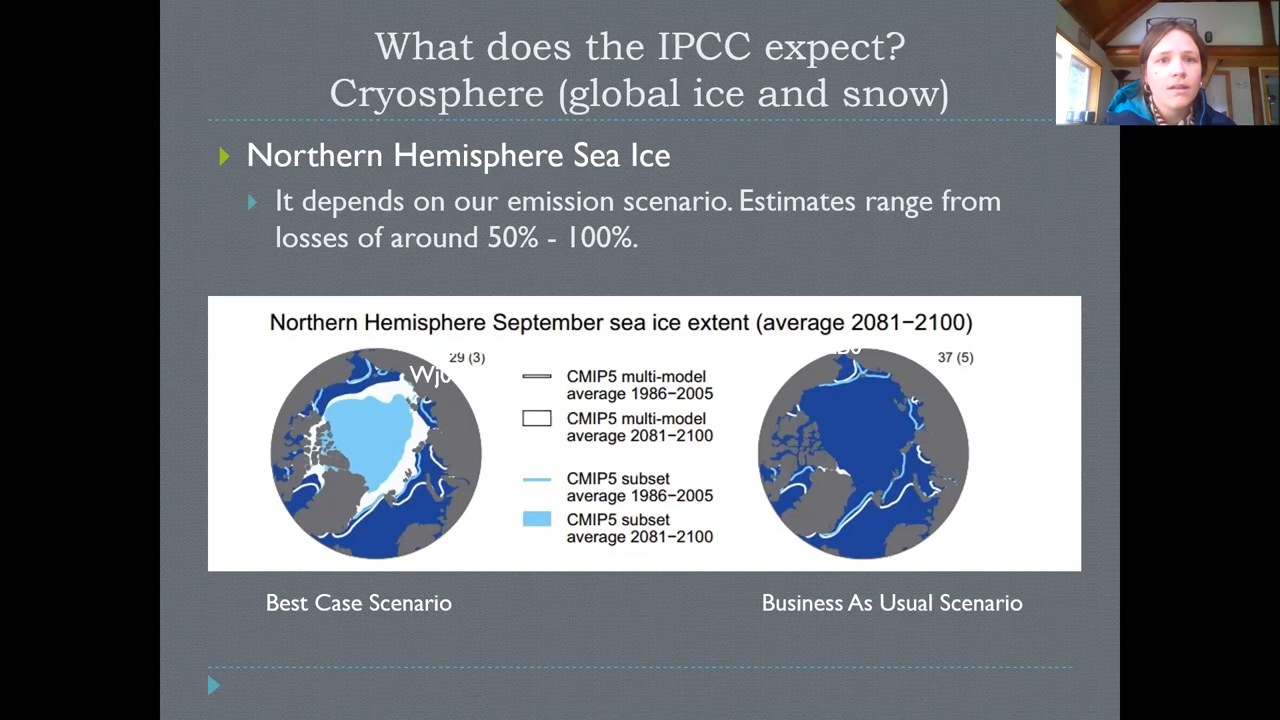 What does the IPCC expect?
Cryosphere (global ice and snow)
Northern Hemisphere Sea Ice
It depends on our emission scenario. Estimates range from
losses of around 50% - 100%.
Northern Hemisphere September sea ice extent (average 2081−2100)
29 (3)
37 (5)
CMIP5 multi-model
average 1986−2005
CMIP5 multi-model
average 2081−2100
CMIP5 subset
average 1986−2005
CMIP5 subset
average 2081−2100
Best Case Scenario
Business As Usual Scenario